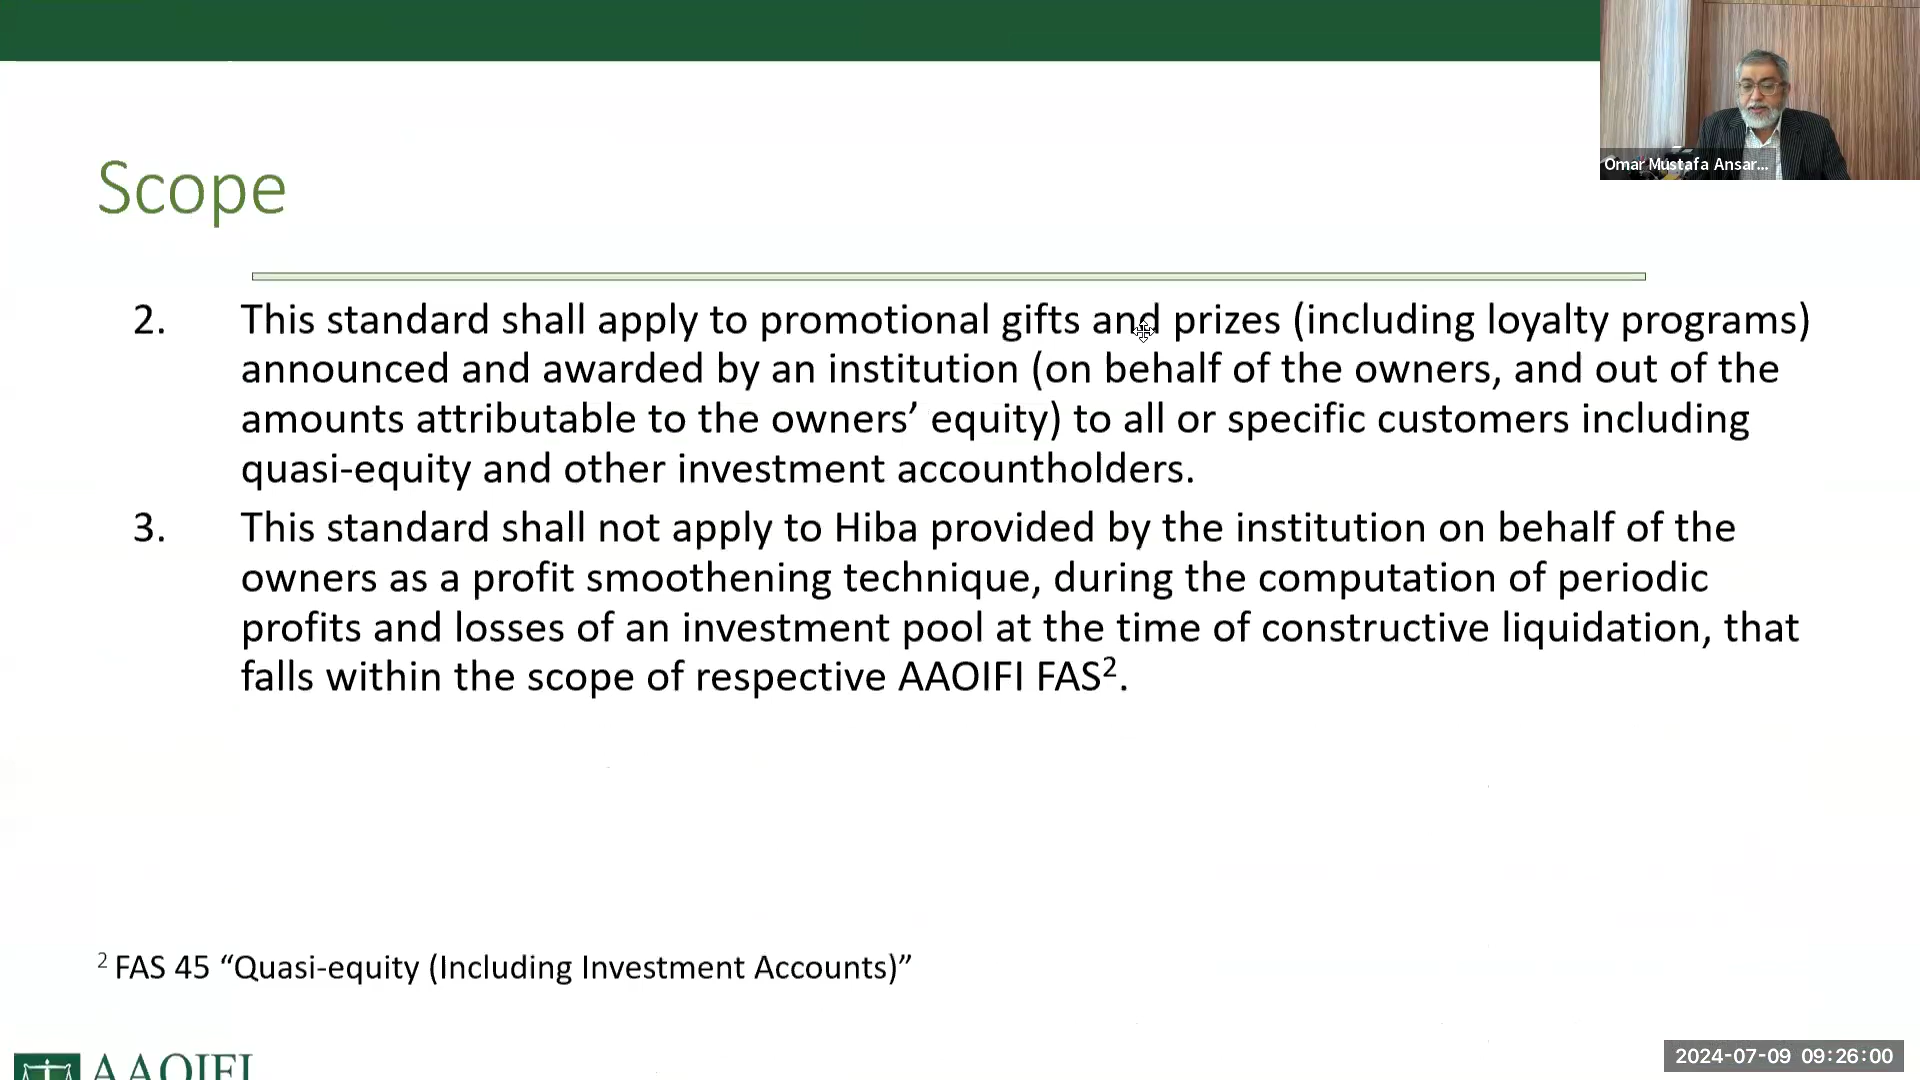 Omar Mustafa Ansar...
Scope
2. This standard shall apply to promotional gifts and prizes (including loyalty programs)
announced and awarded by an institution (on behalf of the owners, and out of the
amounts attributable to the owners’ equity) to all or specific customers including
quasi-equity and other investment accountholders.
3. This standard shall not apply to Hiba provided by the institution on behalf of the
owners as a profit smoothening technique, during the computation of periodic
profits and losses of an investment pool at the time of constructive liquidation, that
falls within the scope of respective AAOIFI FAS².
² FAS 45 “Quasi-equity (Including Investment Accounts)”
AAOIFI
2024-07-09 09:26:00